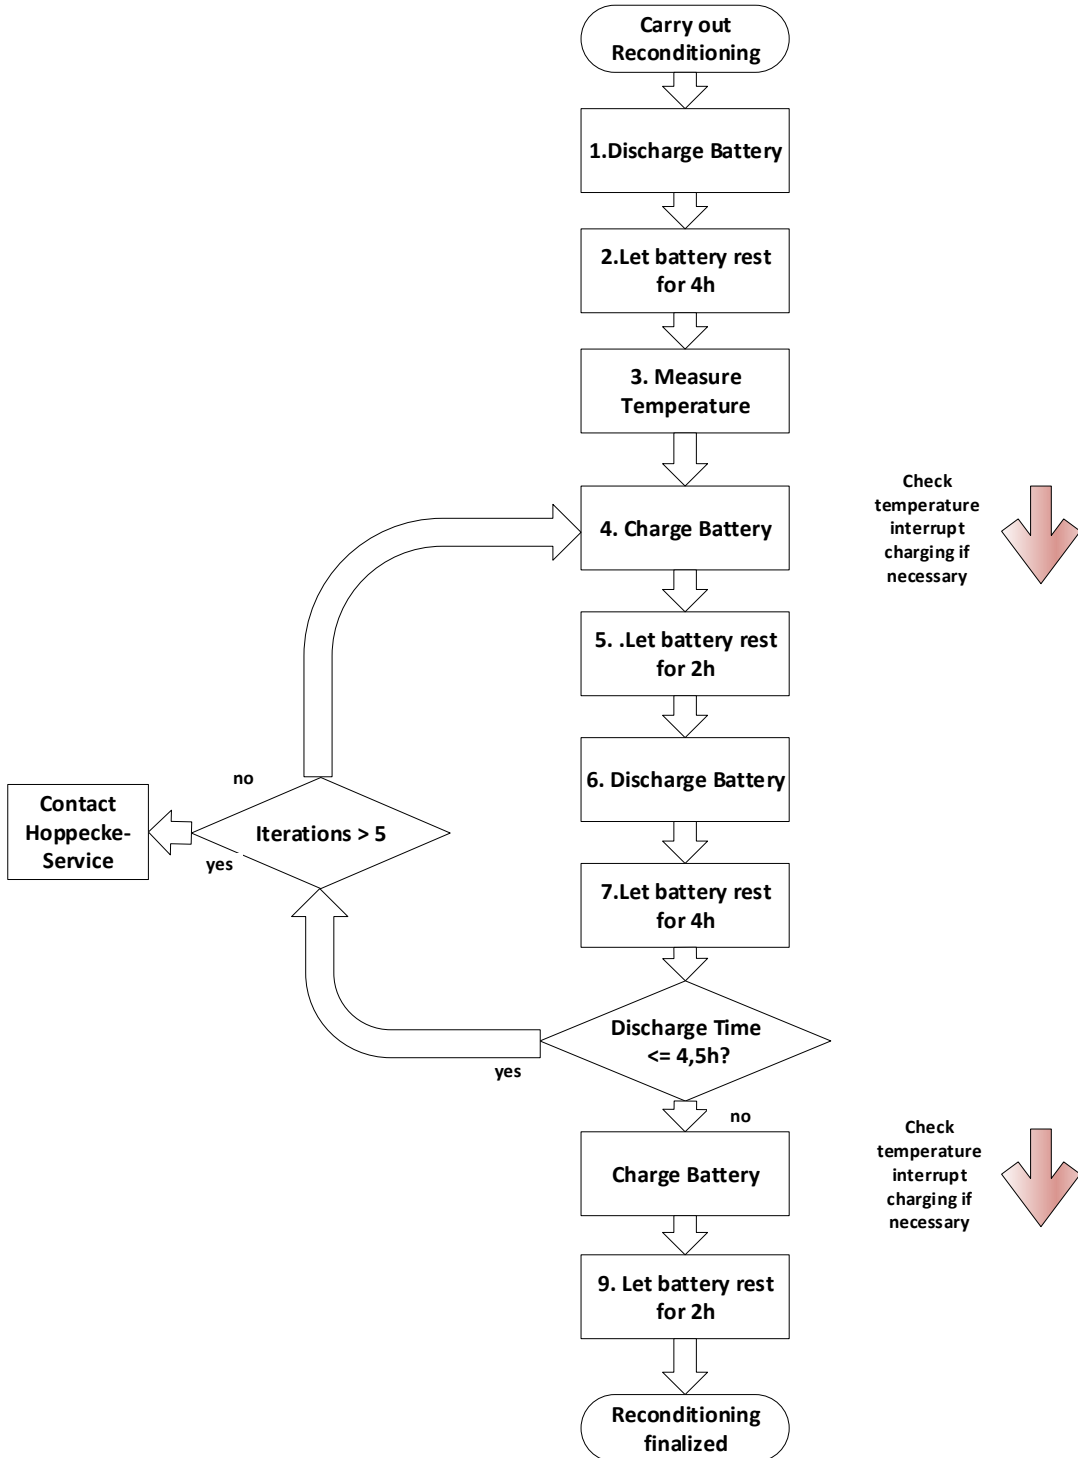 Carry out
Reconditioning
1.Discharge Battery
2.Let battery rest
for 4h
3. Measure
Temperature
4. Charge Battery
Check
temperature
interrupt
charging if
necessary
5. .Let battery rest
for 2h
6. Discharge Battery
no
Contact
Hoppecke-
Service
Iterations > 5
yes
7.Let battery rest
for 4h
Discharge Time
<= 4,5h?
yes
no
Charge Battery
Check
temperature
interrupt
charging if
necessary
9. Let battery rest
for 2h
Reconditioning
finalized